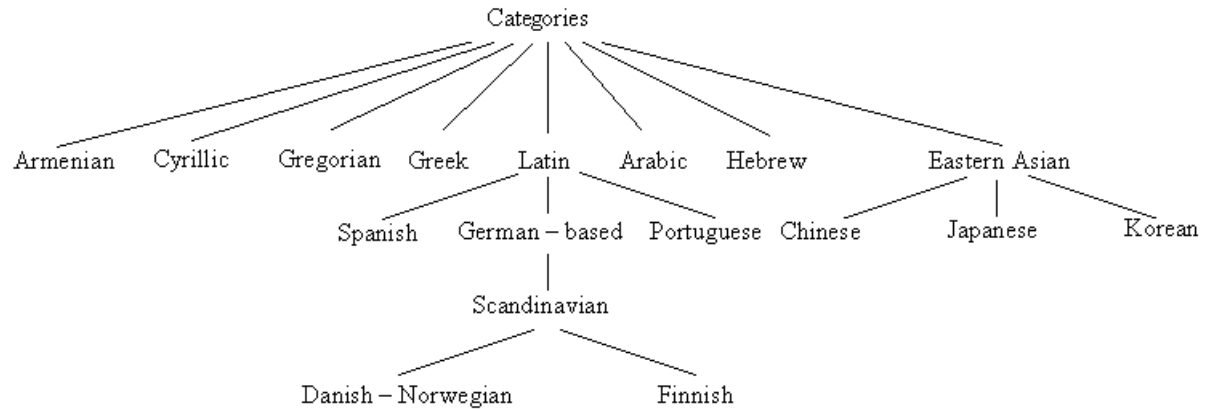 Categories
Armenian Cyrillic Gregorian Greek Latin Arabic Hebrew Eastern Asian
Spanish German – based Portuguese Chinese Japanese Korean
Scandinavian
Danish – Norwegian Finnish